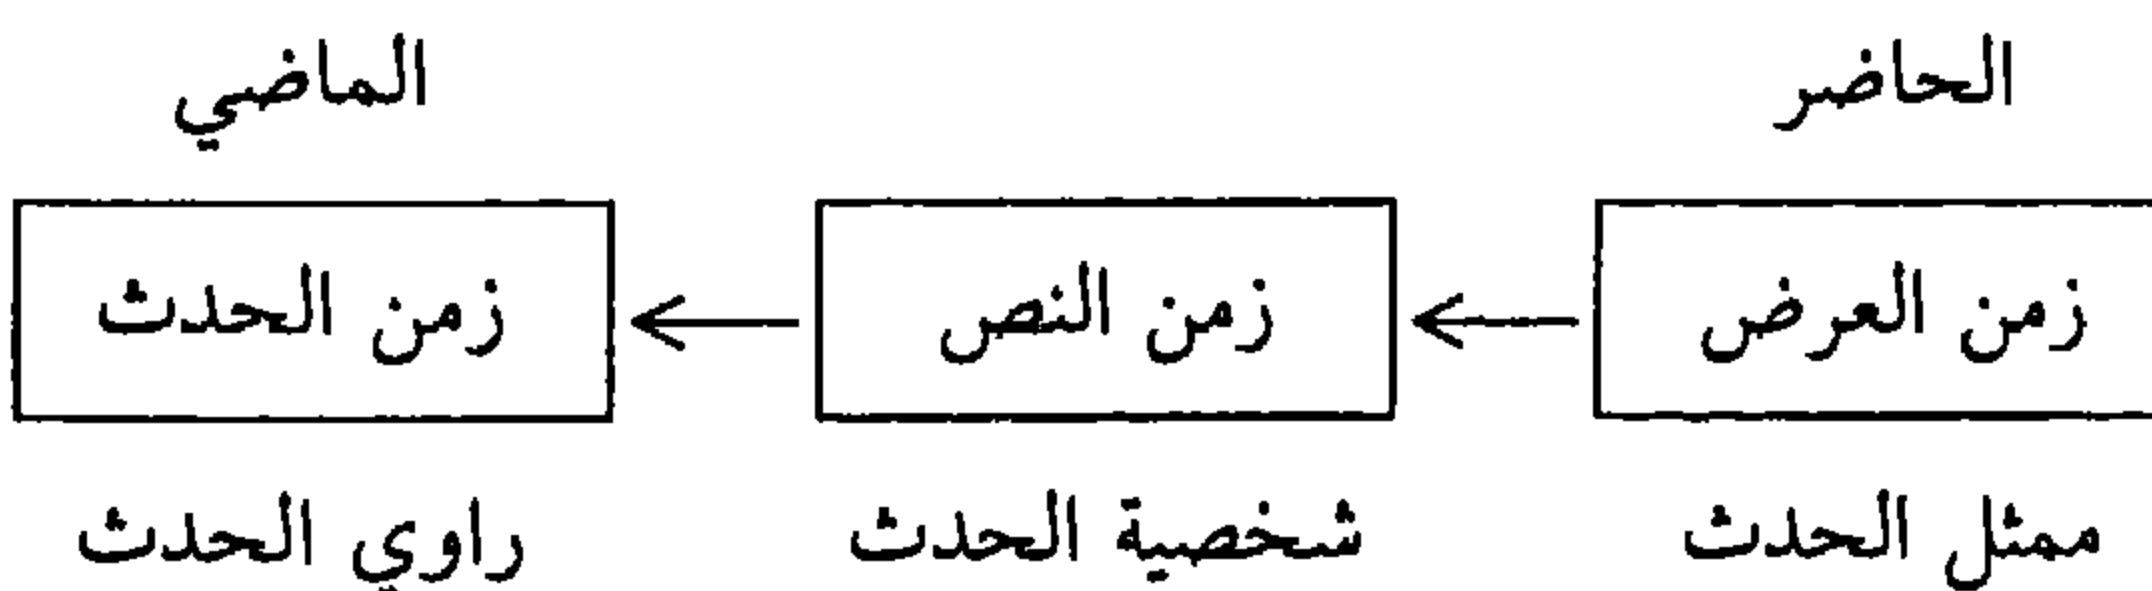 الحاضر الماضي
زمن العرض زمن النص زمن الحدث
ممثل الحدث شخصية الحدث راوي الحدث